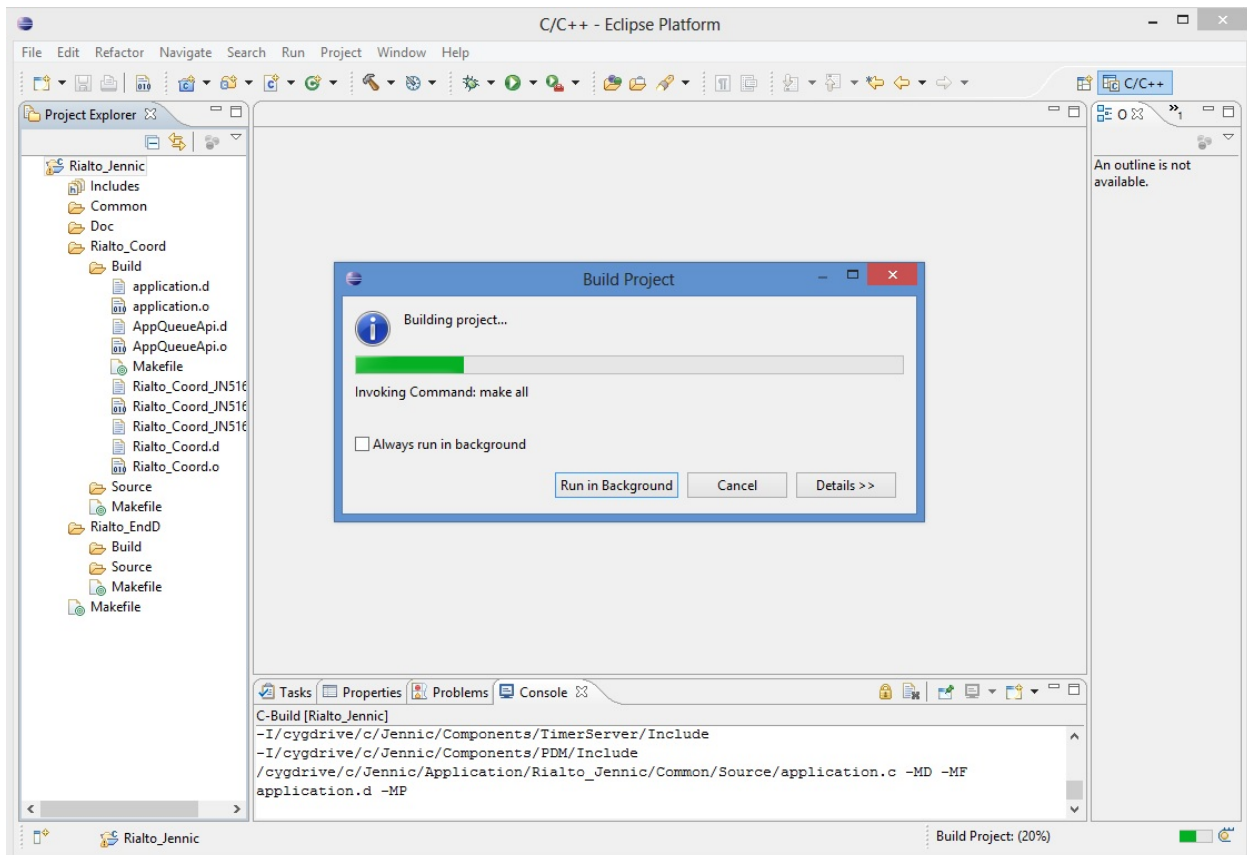 C/C++ - Eclipse Platform
File Edit Refactor Navigate Search Run Project Window Help
C/C++
Project Explorer
Rialto_Jennic
Includes
Common
Doc
Rialto_Coord
Build
application.d
application.o
AppQueueApi.d
AppQueueApi.o
Makefile
Rialto_Coord_JN516
Rialto_Coord_JN516
Rialto_Coord_JN516
Rialto_Coord.d
Rialto_Coord.o
Source
Makefile
Rialto_EndD
Build
Source
Makefile
Makefile
Build Project
Building project...
Invoking Command: make all
Always run in background
Run in Background Cancel Details >>
O
1
An outline is not
available.
Tasks Properties Problems Console
C-Build [Rialto_Jennic]
-I/cygdrive/c/Jennic/Components/TimerServer/Include
-I/cygdrive/c/Jennic/Components/PDM/Include
/cygdrive/c/Jennic/Application/Rialto_Jennic/Common/Source/application.c -MD -MF
application.d -MP
Rialto_Jennic
Build Project: (20%)